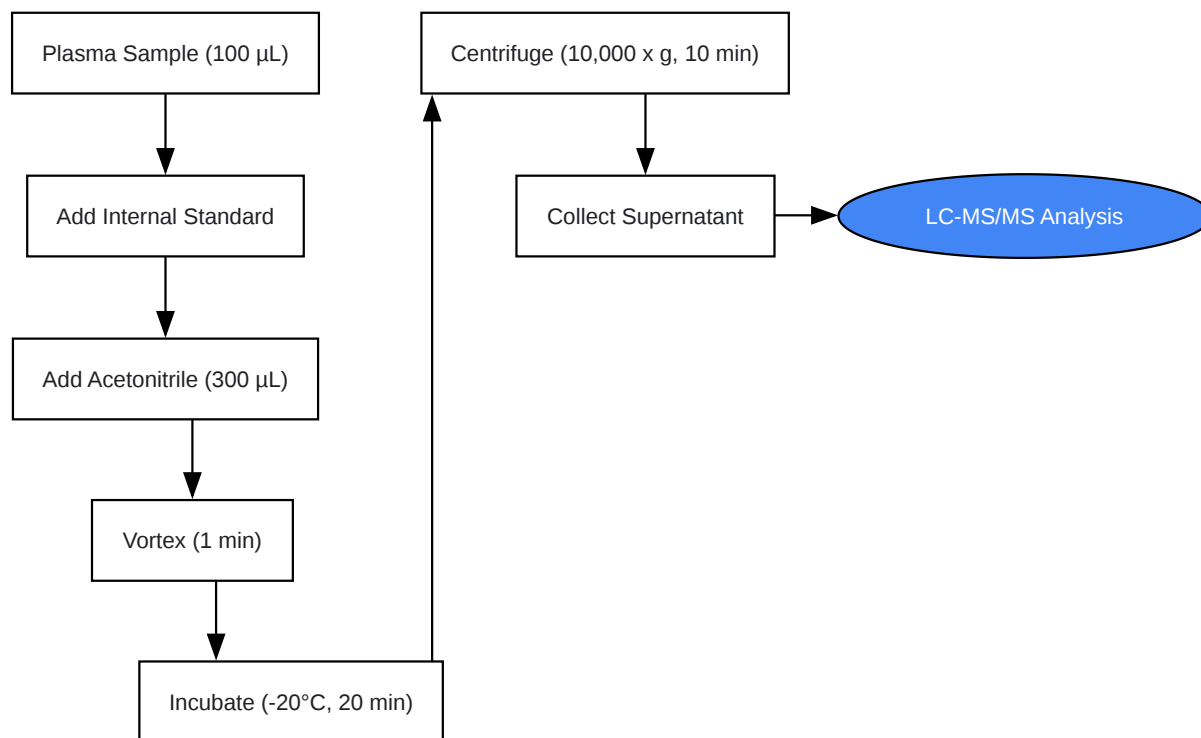 Plasma Sample (100 µL)
Add Internal Standard
Add Acetonitrile (300 µL)
Vortex (1 min)
Incubate (-20°C, 20 min)
Centrifuge (10,000 x g, 10 min)
Collect Supernatant
LC-MS/MS Analysis